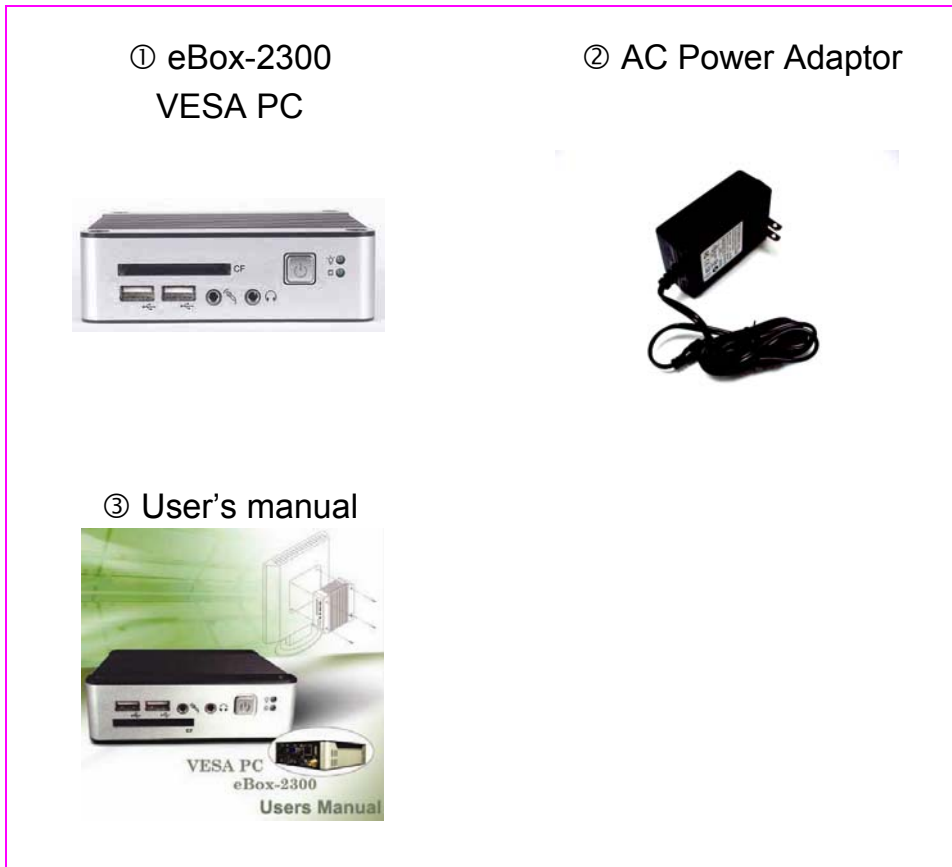 ① eBox-2300
VESA PC
② AC Power Adaptor
CF
③ User’s manual
CF
VESA PC
eBox-2300
Users Manual